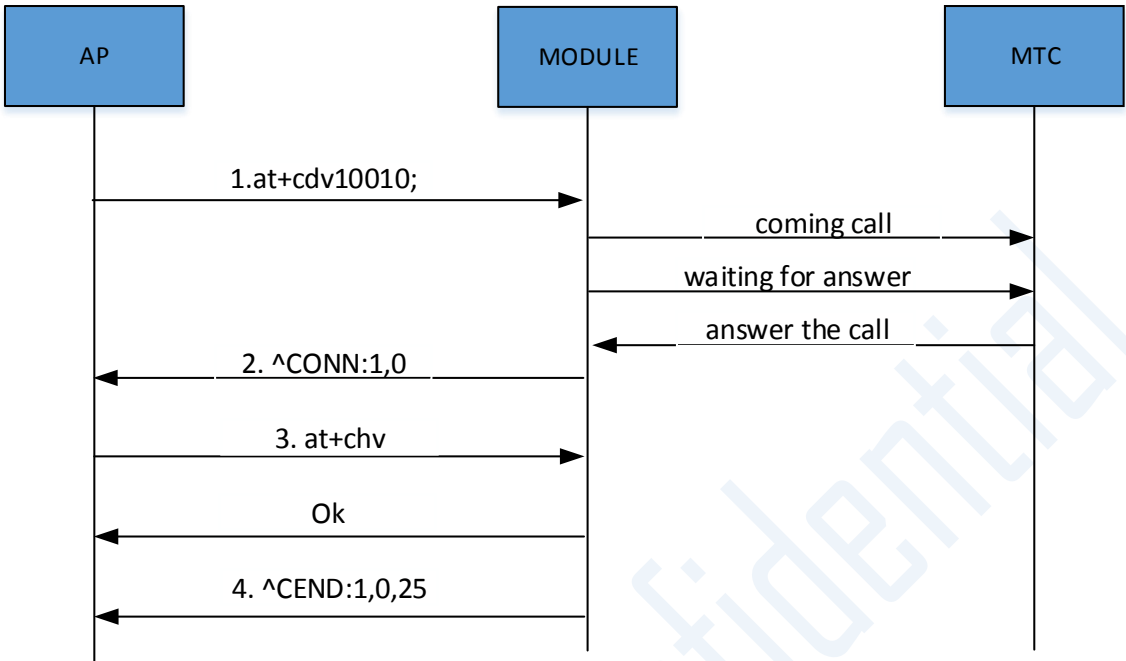 AP
MODULE
MTC
1.at+cdv10010;
coming call
waiting for answer
answer the call
2. ^CONN:1,0
3. at+chv
Ok
4. ^CEND:1,0,25
fidential